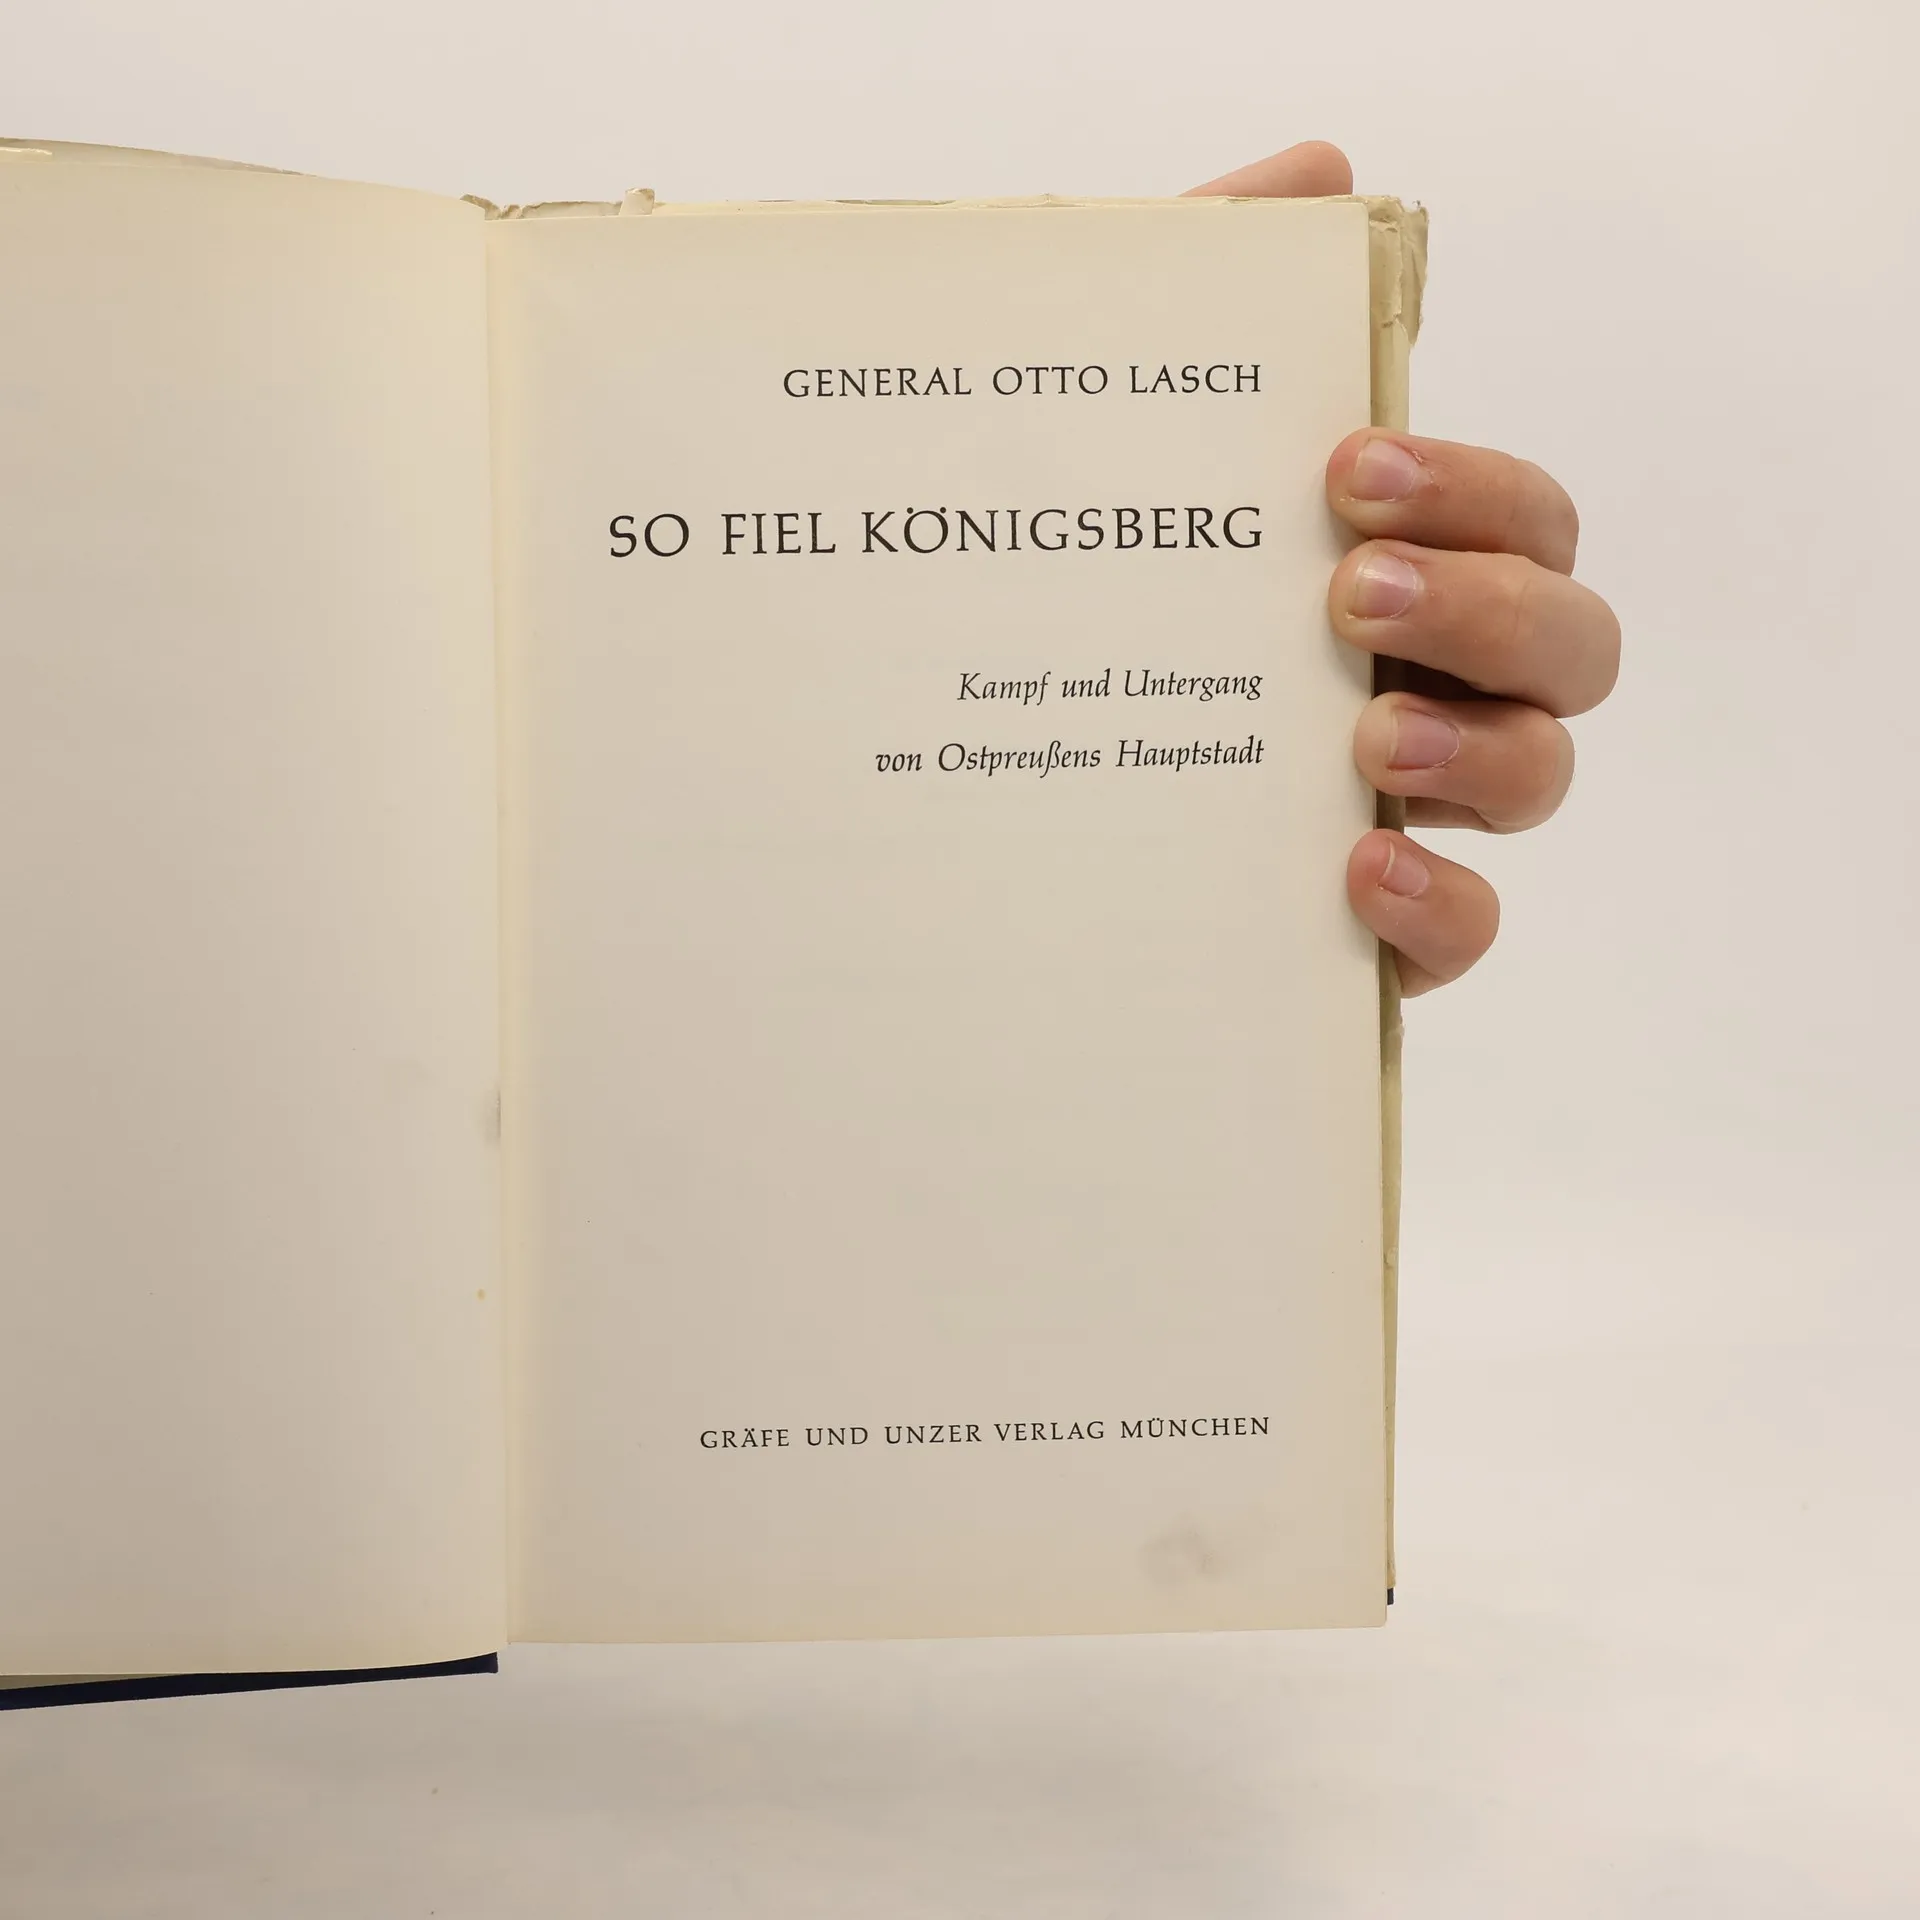 GENERAL OTTO LASCH
SO FIEL KÖNIGSBERG
Kampf und Untergang
von Ostpreußens Hauptstadt
GRÄFE UND UNZER VERLAG MÜNCHEN